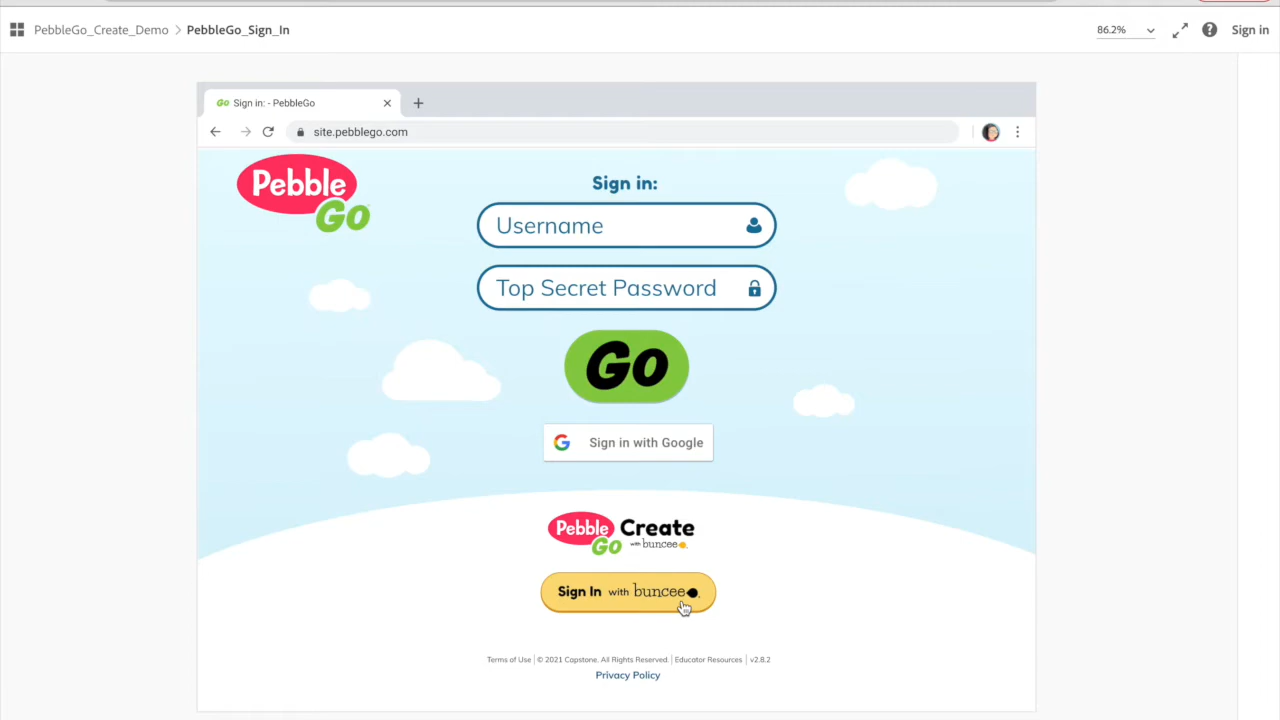 PebbleGo_Create_Demo > PebbleGo_Sign_In
86.2%
Sign in
Go Sign in: - PebbleGo
site.pebblego.com
Pebble
Go
Sign in:
Username
Top Secret Password
Go
G Sign in with Google
Pebble Go Create
with buncee
Sign In with buncee
Terms of Use | © 2021 Capstone. All Rights Reserved. | Educator Resources | v2.8.2
Privacy Policy